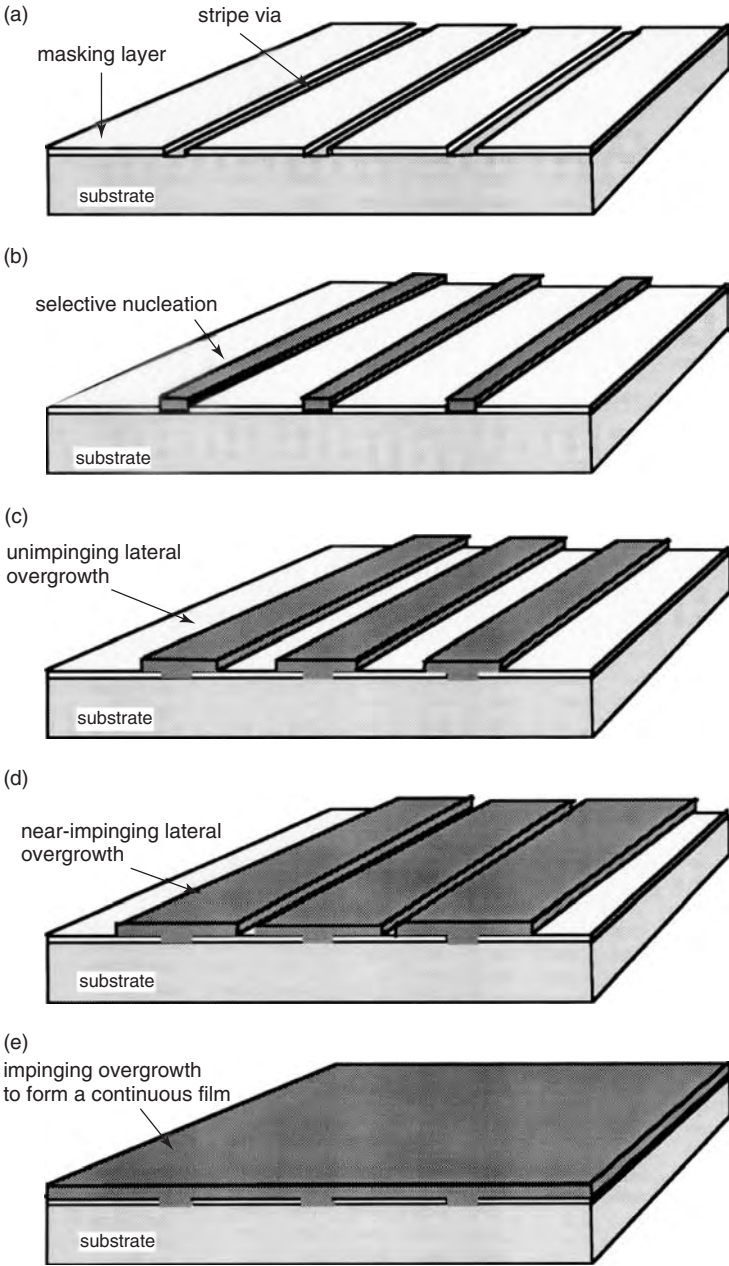 (a)
stripe via
masking layer
substrate
(b)
selective nucleation
substrate
(c)
unimpinging lateral
overgrowth
substrate
(d)
near-impinging lateral
overgrowth
substrate
(e)
impinging overgrowth
to form a continuous film
substrate